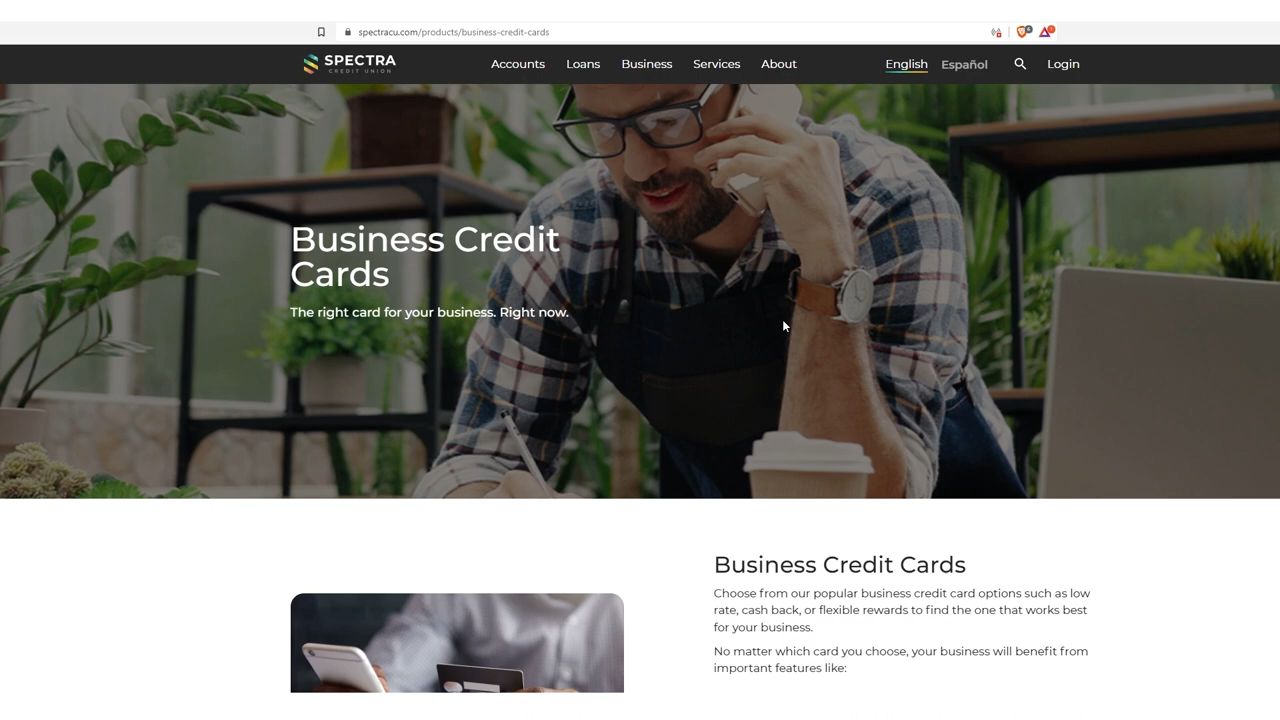 spectracu.com/products/business-credit-cards
SPECTRA
CREDIT UNION
Accounts Loans Business Services About
English Español Login
Business Credit
Cards
The right card for your business. Right now.
Business Credit Cards
Choose from our popular business credit card options such as low
rate, cash back, or flexible rewards to find the one that works best
for your business.
No matter which card you choose, your business will benefit from
important features like: